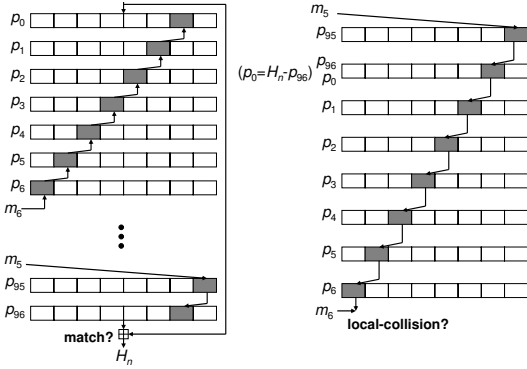 p0
p1
p2
p3
p4
p5
p6
m6
m5
p95
p96
match?
Hn
m5
p95
p96
(p0=Hn-p96) p0
p1
p2
p3
p4
p5
p6
m6
local-collision?